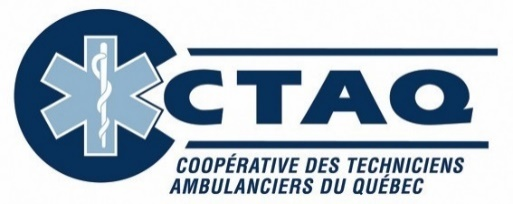 CTAQ
COOPÉRATIVE DES TECHNICIENS
AMBULANCIERS DU QUÉBEC